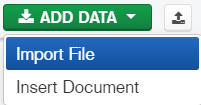 ADD DATA
Import File
Insert Document